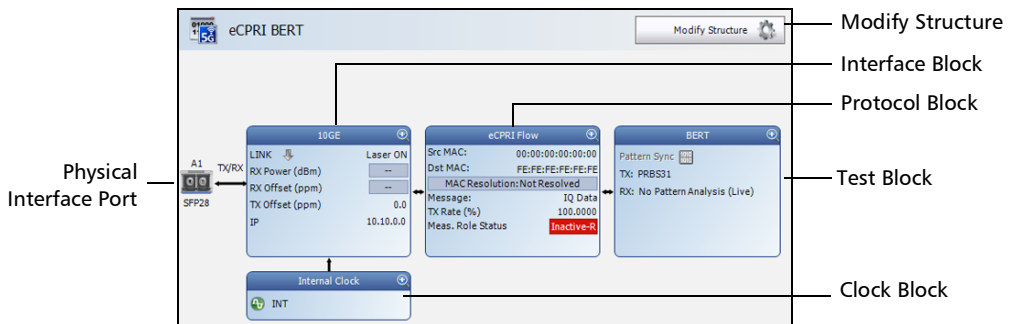 eCPRI BERT
5G
Modify Structure
Modify Structure
Interface Block
Protocol Block
Test Block
Clock Block
Physical
Interface Port
A1
SFP28
TX/RX
10GE
LINK
Laser ON
RX Power (dBm)
--
RX Offset (ppm)
--
TX Offset (ppm)
0.0
IP
10.10.0.0
eCPRI Flow
Src MAC:
00:00:00:00:00:00
Dst MAC:
FE:FE:FE:FE:FE:FE
MAC Resolution: Not Resolved
Message:
IQ Data
TX Rate (%)
100.0000
Meas. Role Status
Inactive-R
BERT
Pattern Sync
TX: PRBS31
RX: No Pattern Analysis (Live)
Internal Clock
INT